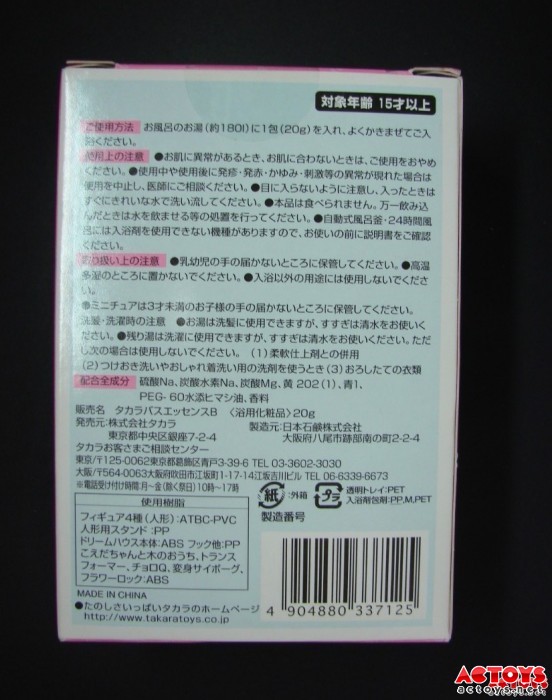 対象年齢 15才以上
ご使用方法 お風呂のお湯(約180l)に1包(20g)を入れ、よくかきまぜてご入
浴ください。
使用上の注意 ●お肌に異常があるとき、お肌に合わないときは、ご使用をおやめ
ください。●使用中や使用後に発疹・発赤・かゆみ・刺激等の異常が現れた場合は
使用を中止し、医師にご相談ください。●目に入らないように注意し、入ったときは
すぐにきれいな水で洗い流してください。●本品は食べられません。万一飲み込
んだときは水を飲ませる等の処置を行ってください。●自動式風呂釜・24時間風
呂には入浴剤を使用できない機種がありますので、お使いの前に説明書をご確認
ください。
お取り扱い上の注意 ●乳幼児の手の届かないところに保管してください。●高温
多湿のところに置かないでください。●入浴以外の用途には使用しないでくださ
い。
●ミニチュアは3才未満のお子様の手の届かないところに保管してください。
洗髪・洗濯時の注意 ●お湯は洗髪に使用できますが、すすぎは清水をお使いく
ださい。●残り湯は洗濯に使用できますが、すすぎは清水をお使いください。ただ
し次の場合は使用しないでください。(1)柔軟仕上剤との併用
(2)つけおき洗いやおしゃれ着洗い用の洗剤を使うとき(3)おろしたての衣類
配合全成分 硫酸Na、炭酸水素Na、炭酸Mg、黄 202(1)、青1、
PEG- 60水添ヒマシ油、香料
販売名 タカラバスエッセンスB 〈浴用化粧品〉20g
発売元:株式会社タカラ 製造元:日本石鹸株式会社
東京都中央区銀座7-2-4 大阪府八尾市跡部南の町2-2-4
タカラお客さまご相談センター
東京/〒125-0062東京都葛飾区青戸3-39-6 TEL 03-3602-3030
大阪/〒564-0063大阪府吹田市江坂町1-17-14江坂吉川ビル TEL 06-6339-6673
*電話受け付け時間 月〜金(除く祭日)10時〜17時
紙 :外箱
プラ 透明トレイ:PET
入浴剤包剤:PP,M,PET
製造番号
使用樹脂
フィギュア4種(人形):ATBC-PVC
人形用スタンド:PP
ドリームハウス本体:ABS フック他:PP
こえだちゃんと木のおうち、トランス
フォーマー、チョロQ、変身サイボーグ、
フラワーロック:ABS
MADE IN CHINA
●たのしさいっぱいタカラのホームページ
http://www.takaratoys.co.jp
4 904880 337125
ACTOYS
actoys.net